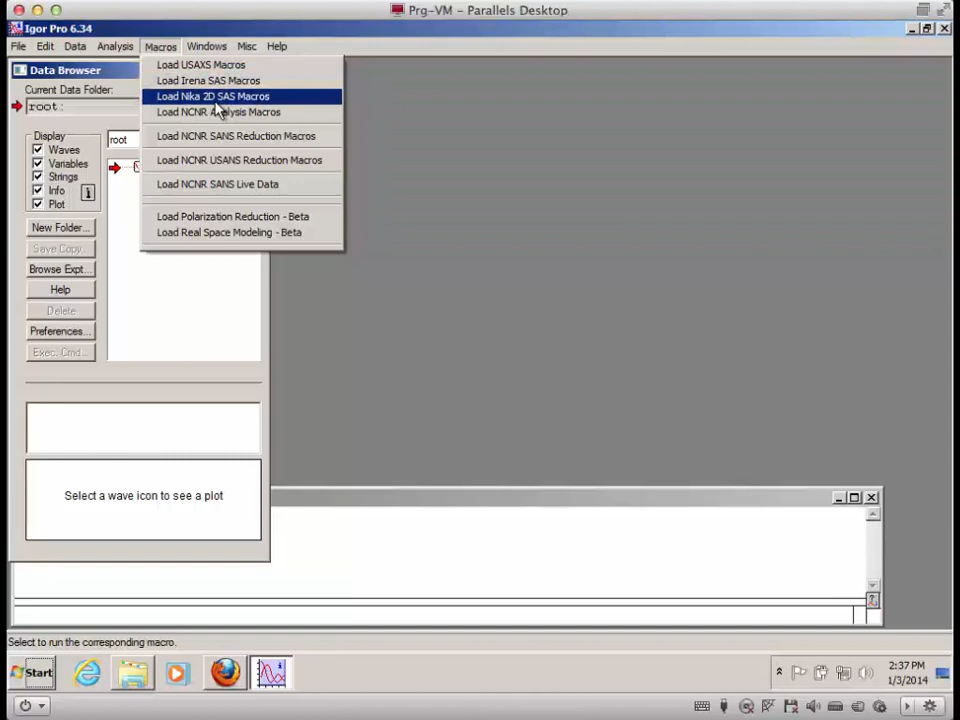 Prg-VM - Parallels Desktop
Igor Pro 6.34
File Edit Data Analysis Macros Windows Misc Help
Data Browser
Current Data Folder:
root:
Display
root
Waves
Variables
Strings
Info
Plot
New Folder...
Save Copy...
Browse Expt...
Help
Delete
Preferences...
Exec. Cmd...
Load USAXS Macros
Load Irena SAS Macros
Load Nika 2D SAS Macros
Load NCNR Analysis Macros
Load NCNR SANS Reduction Macros
Load NCNR USANS Reduction Macros
Load NCNR SANS Live Data
Load Polarization Reduction - Beta
Load Real Space Modeling - Beta
Select a wave icon to see a plot
Select to run the corresponding macro.
Start
2:37 PM
1/3/2014